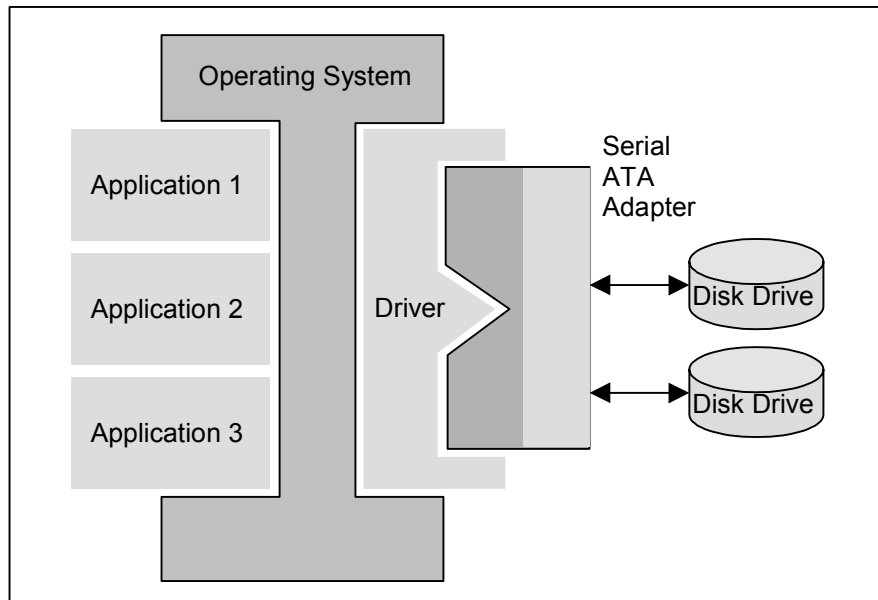 Operating System
Application 1
Application 2
Application 3
Driver
Serial
ATA
Adapter
Disk Drive
Disk Drive